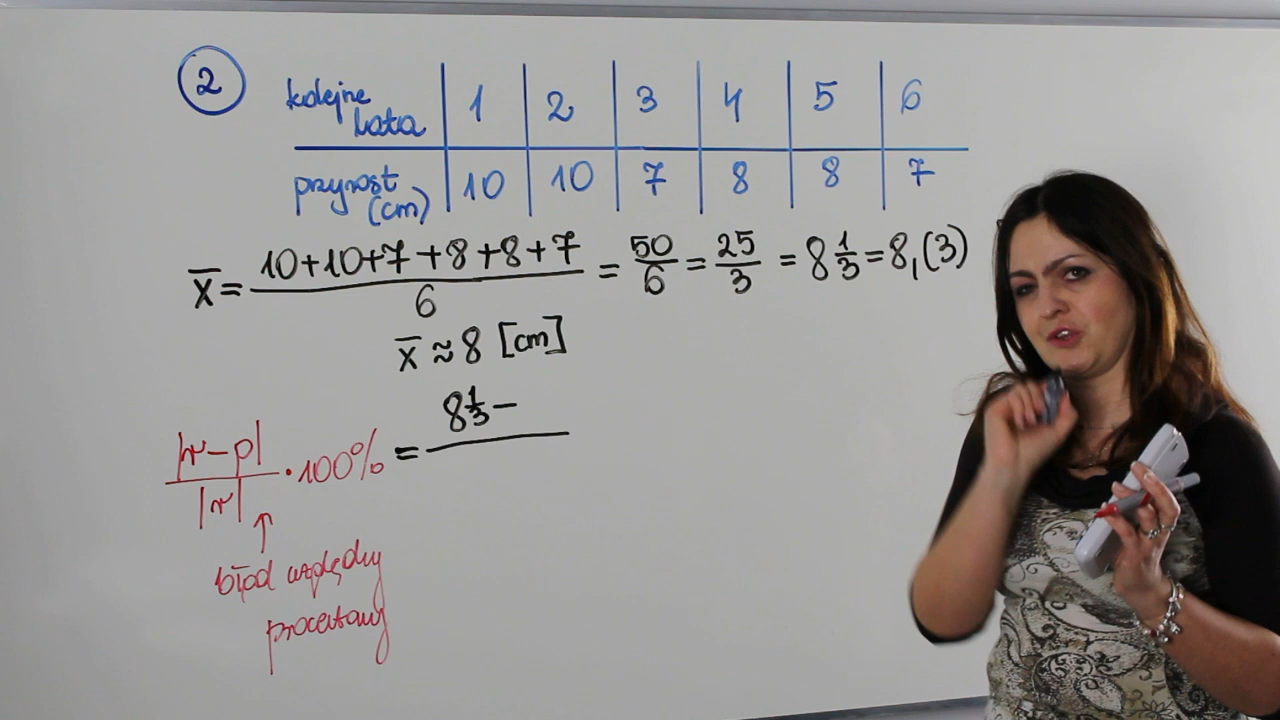 2
kolejne lata 1 2 3 4 5 6
przyrost (cm) 10 10 7 8 8 7
x̄ = (10+10+7+8+8+7)/6 = 50/6 = 25/3 = 8 1/3 = 8,(3)
x̄ ≈ 8 [cm]
|w-p|/|w| · 100% = 8 1/3 -
↑
błąd względny
procentowy